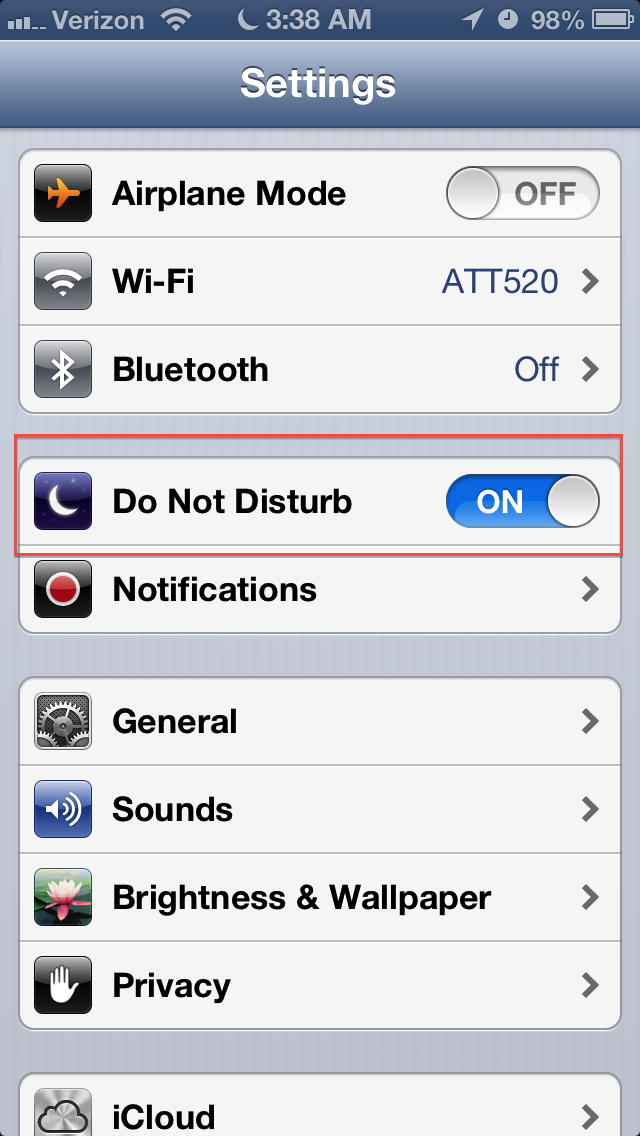 Verizon 3:38 AM 98%
Settings
Airplane Mode OFF
Wi-Fi ATT520
Bluetooth Off
Do Not Disturb ON
Notifications
General
Sounds
Brightness & Wallpaper
Privacy
iCloud